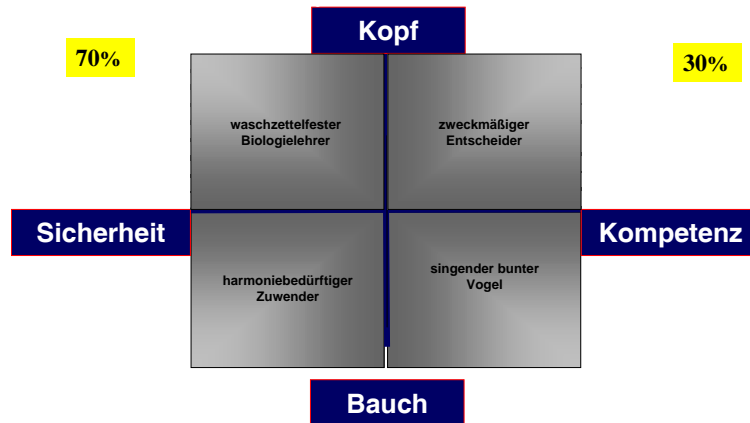 Kopf
70%
30%
waschzettelfester
Biologielehrer
zweckmäßiger
Entscheider
Sicherheit
Kompetenz
harmoniebedürftiger
Zuwender
singender bunter
Vogel
Bauch